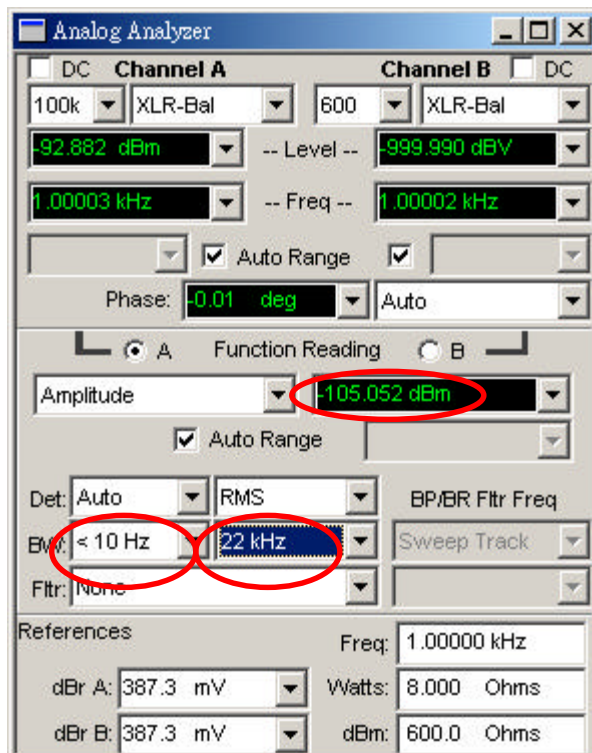 Analog Analyzer
DC Channel A Channel B DC
100k XLR-Bal 600 XLR-Bal
-92.882 dBm -- Level -- -999.990 dBV
1.00003 kHz -- Freq -- 1.00002 kHz
Auto Range
Phase: -0.01 deg Auto
A Function Reading B
Amplitude -105.052 dBm
Auto Range
Det: Auto RMS BP/BR Fltr Freq
BW: < 10 Hz 22 kHz Sweep Track
Fltr: None
References Freq: 1.00000 kHz
dBr A: 387.3 mV Watts: 8.000 Ohms
dBr B: 387.3 mV dBm: 600.0 Ohms